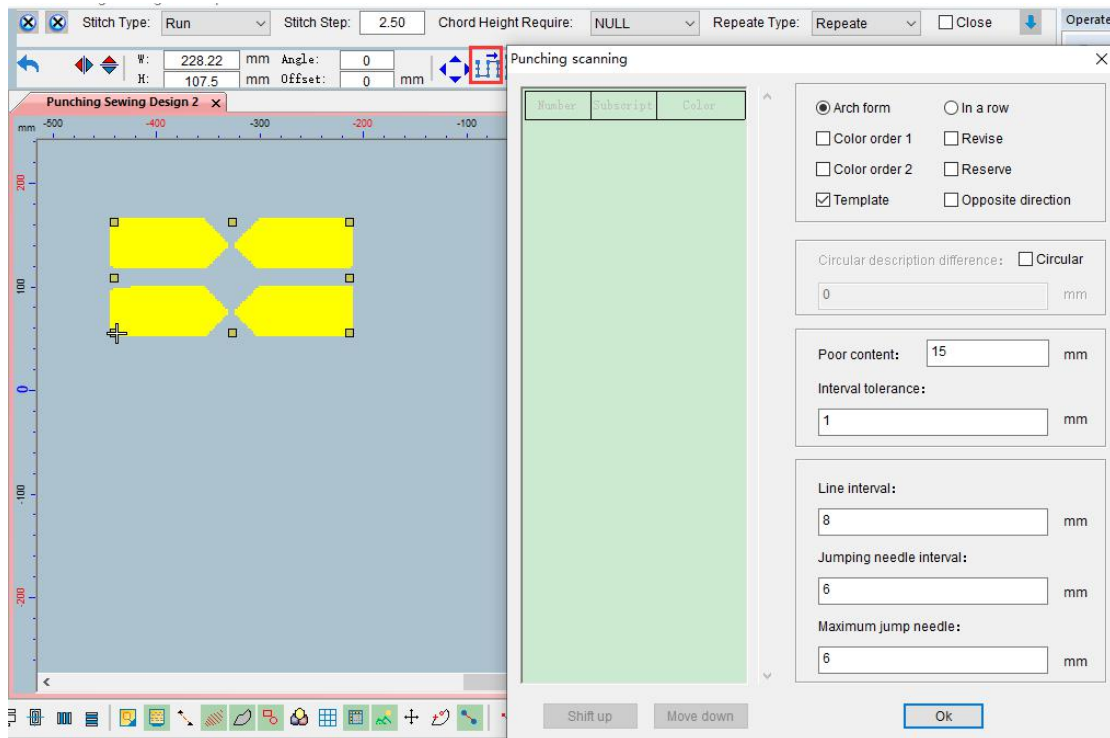 Stitch Type: Run Stitch Step: 2.50 Chord Height Require: NULL Repeate Type: Repeate Close Operate
W: 228.22 mm Angle: 0
H: 107.5 mm Offset: 0 mm
Punching Sewing Design 2 x
mm -500 -400 -300 -200 -100
200
100
0
-100
-200
Punching scanning
Number Subscript Color
Arch form In a row
Color order 1 Revise
Color order 2 Reserve
Template Opposite direction
Circular description difference: Circular
0 mm
Poor content: 15 mm
Interval tolerance:
1 mm
Line interval:
8 mm
Jumping needle interval:
6 mm
Maximum jump needle:
6 mm
Shift up Move down Ok